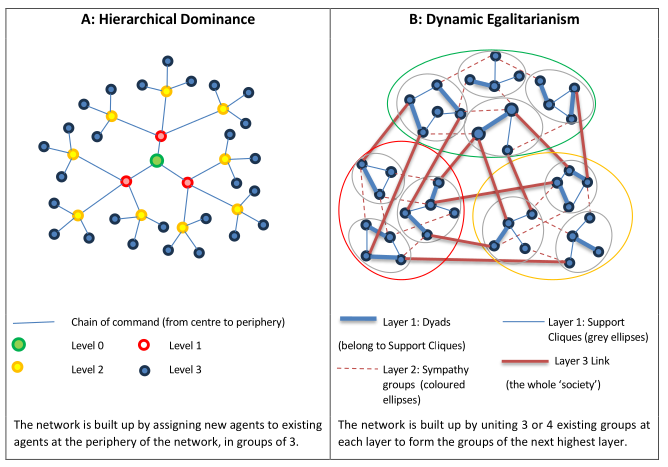 A: Hierarchical Dominance
Chain of command (from centre to periphery)
Level 0
Level 1
Level 2
Level 3
The network is built up by assigning new agents to existing
agents at the periphery of the network, in groups of 3.
B: Dynamic Egalitarianism
Layer 1: Dyads
(belong to Support Cliques)
Layer 1: Support
Cliques (grey ellipses)
Layer 2: Sympathy
groups (coloured
ellipses)
Layer 3 Link
(the whole ‘society’)
The network is built up by uniting 3 or 4 existing groups at
each layer to form the groups of the next highest layer.